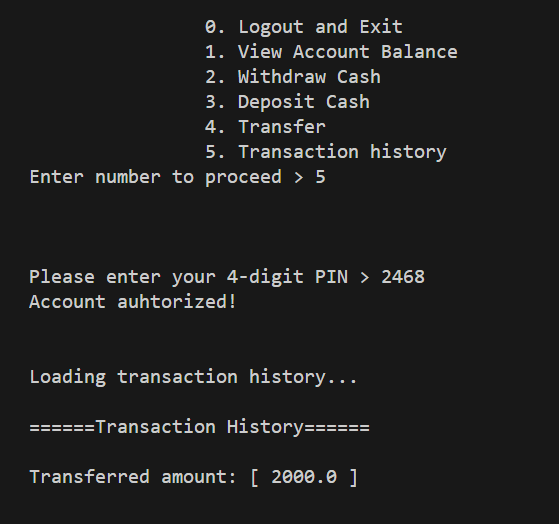 0. Logout and Exit
1. View Account Balance
2. Withdraw Cash
3. Deposit Cash
4. Transfer
5. Transaction history
Enter number to proceed > 5
Please enter your 4-digit PIN > 2468
Account auhtorized!
Loading transaction history...
======Transaction History======
Transferred amount: [ 2000.0 ]